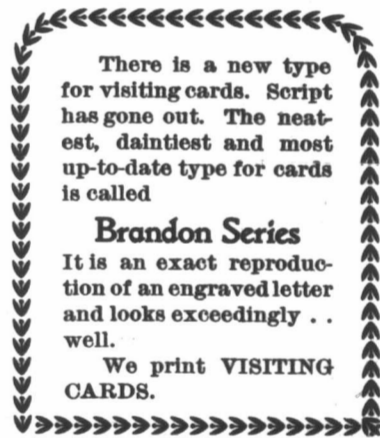 There is a new type
for visiting cards. Script
has gone out. The neat-
est, daintiest and most
up-to-date type for cards
is called
Brandon Series
It is an exact reproduc-
tion of an engraved letter
and looks exceedingly . .
well.
We print VISITING
CARDS.